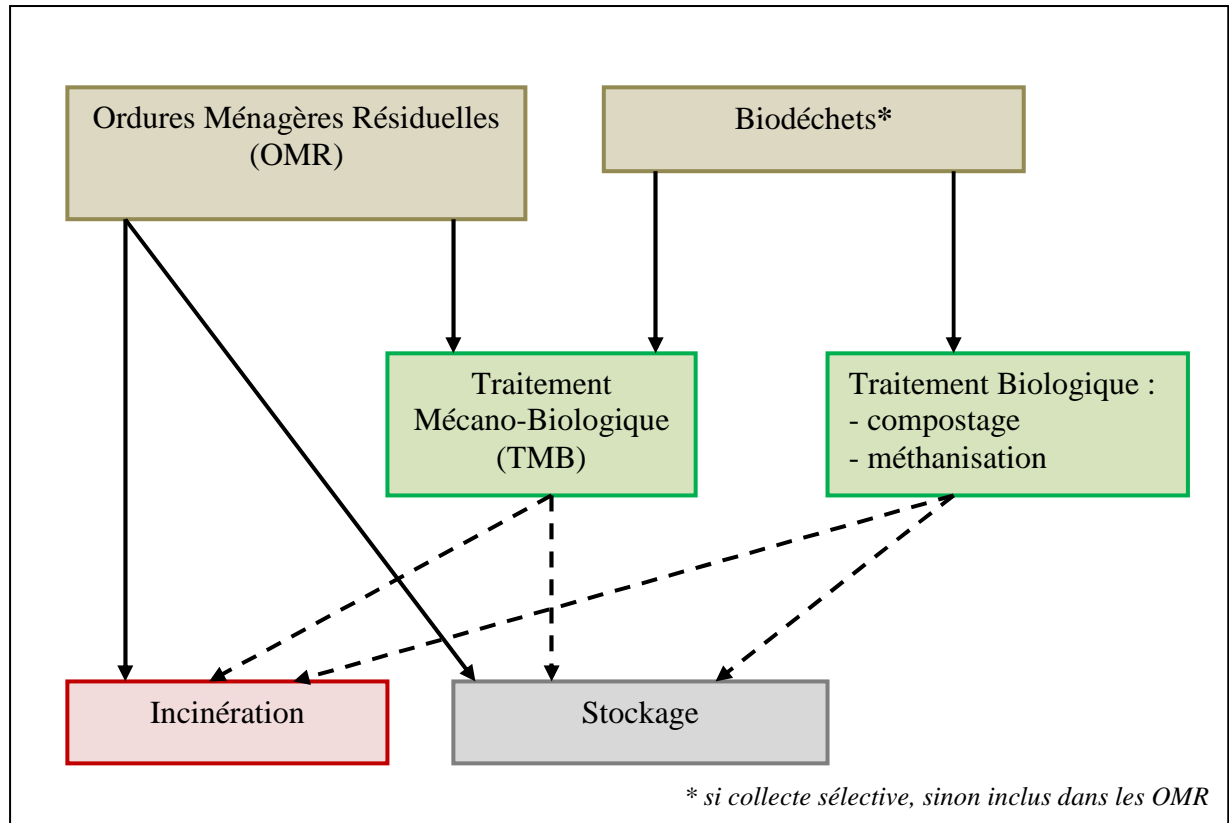 Ordures Ménagères Résiduelles
(OMR)
Biodéchets*
Traitement
Mécano-Biologique
(TMB)
Traitement Biologique :
- compostage
- méthanisation
Incinération
Stockage
* si collecte sélective, sinon inclus dans les OMR